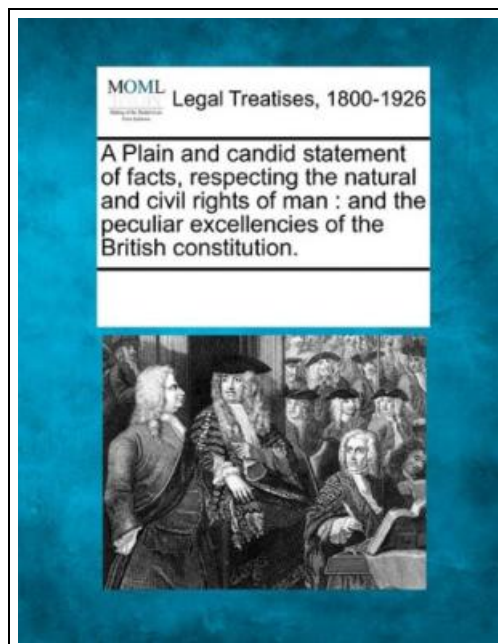 MOML
Legal Treatises, 1800-1926
A Plain and candid statement
of facts, respecting the natural
and civil rights of man : and the
peculiar excellencies of the
British constitution.